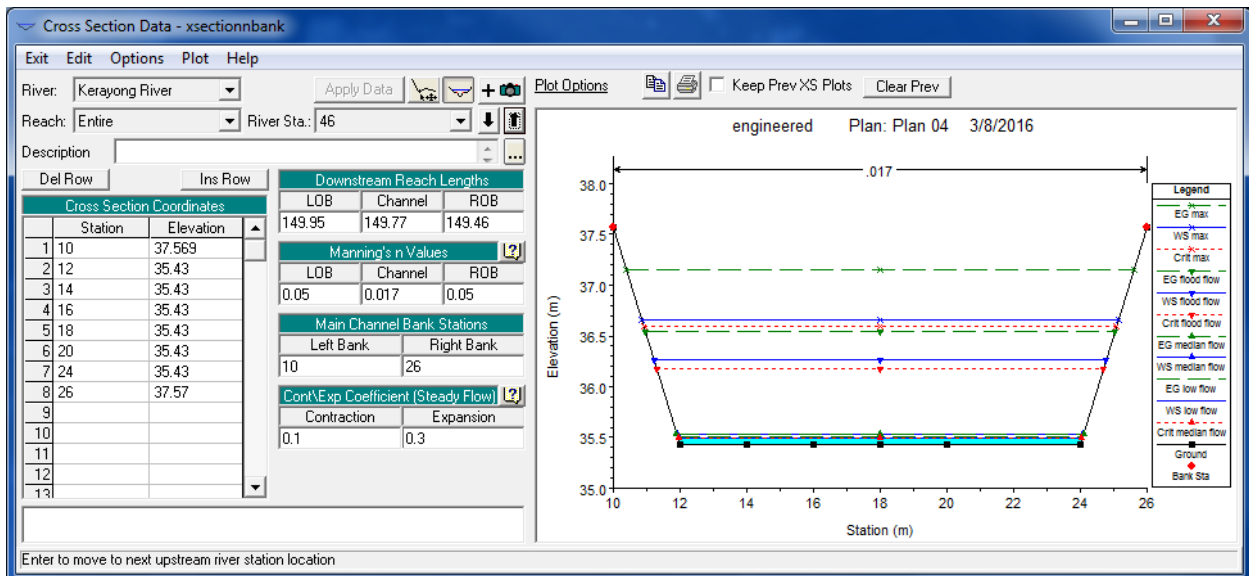 Cross Section Data - xsectionnbank
Exit Edit Options Plot Help
River: Kerayong River
Apply Data
Plot Options
Keep Prev XS Plots
Clear Prev
Reach: Entire
River Sta.: 46
Description
...
Del Row
Ins Row
Cross Section Coordinates
Station Elevation
1 10 37.569
2 12 35.43
3 14 35.43
4 16 35.43
5 18 35.43
6 20 35.43
7 24 35.43
8 26 37.57
9
10
11
12
13
Downstream Reach Lengths
LOB Channel ROB
149.95 149.77 149.46
Manning's n Values
LOB Channel ROB
0.05 0.017 0.05
Main Channel Bank Stations
Left Bank Right Bank
10 26
Cont\Exp Coefficient (Steady Flow)
Contraction Expansion
0.1 0.3
engineered Plan: Plan 04 3/8/2016
.017
38.0
37.5
37.0
36.5
36.0
35.5
35.0
Elevation (m)
10 12 14 16 18 20 22 24 26
Station (m)
Legend
EG max
WS max
Crit max
EG flood flow
WS flood flow
Crit flood flow
EG median flow
WS median flow
EG low flow
WS low flow
Crit median flow
Ground
Bank Sta
Enter to move to next upstream river station location